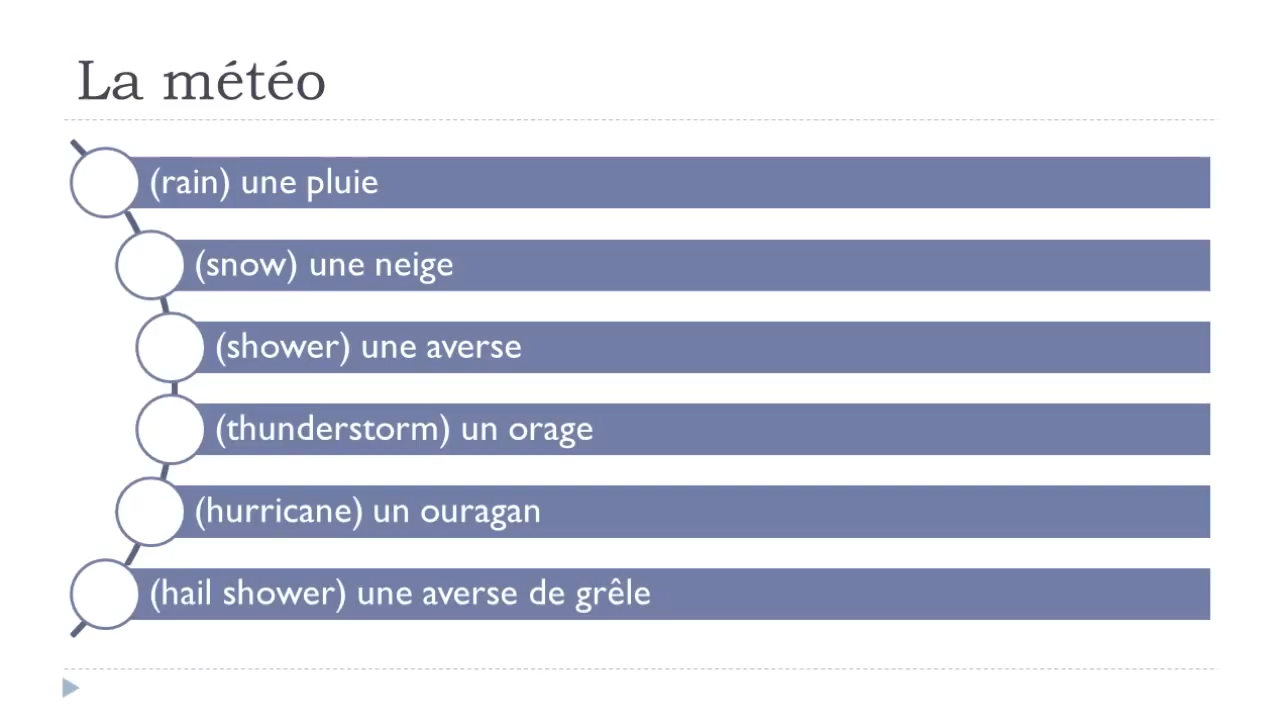 La météo
(rain) une pluie
(snow) une neige
(shower) une averse
(thunderstorm) un orage
(hurricane) un ouragan
(hail shower) une averse de grêle